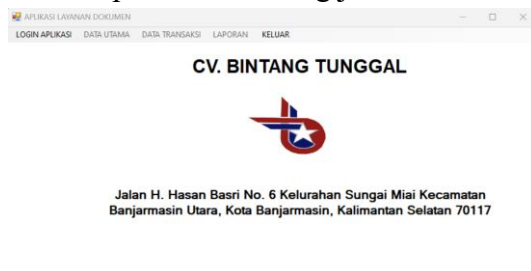 APLIKASI LAYANAN DOKUMEN
LOGIN APLIKASI DATA UTAMA DATA TRANSAKSI LAPORAN KELUAR
CV. BINTANG TUNGGAL
Jalan H. Hasan Basri No. 6 Kelurahan Sungai Miai Kecamatan
Banjarmasin Utara, Kota Banjarmasin, Kalimantan Selatan 70117